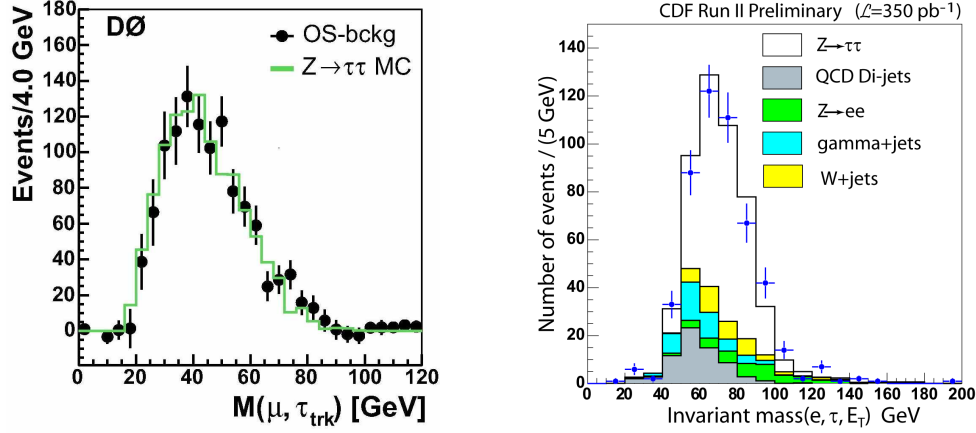 DØ
OS-bckg
Z→ττ MC
Events/4.0 GeV
180
160
140
120
100
80
60
40
20
0
0 20 40 60 80 100 120
M(μ, τtrk) [GeV]
CDF Run II Preliminary (ℒ=350 pb⁻¹)
Z→ττ
QCD Di-jets
Z→ee
gamma+jets
W+jets
Number of events / (5 GeV)
140
120
100
80
60
40
20
0
0 20 40 60 80 100 120 140 160 180 200
Invariant mass(e, τ, E_T) GeV